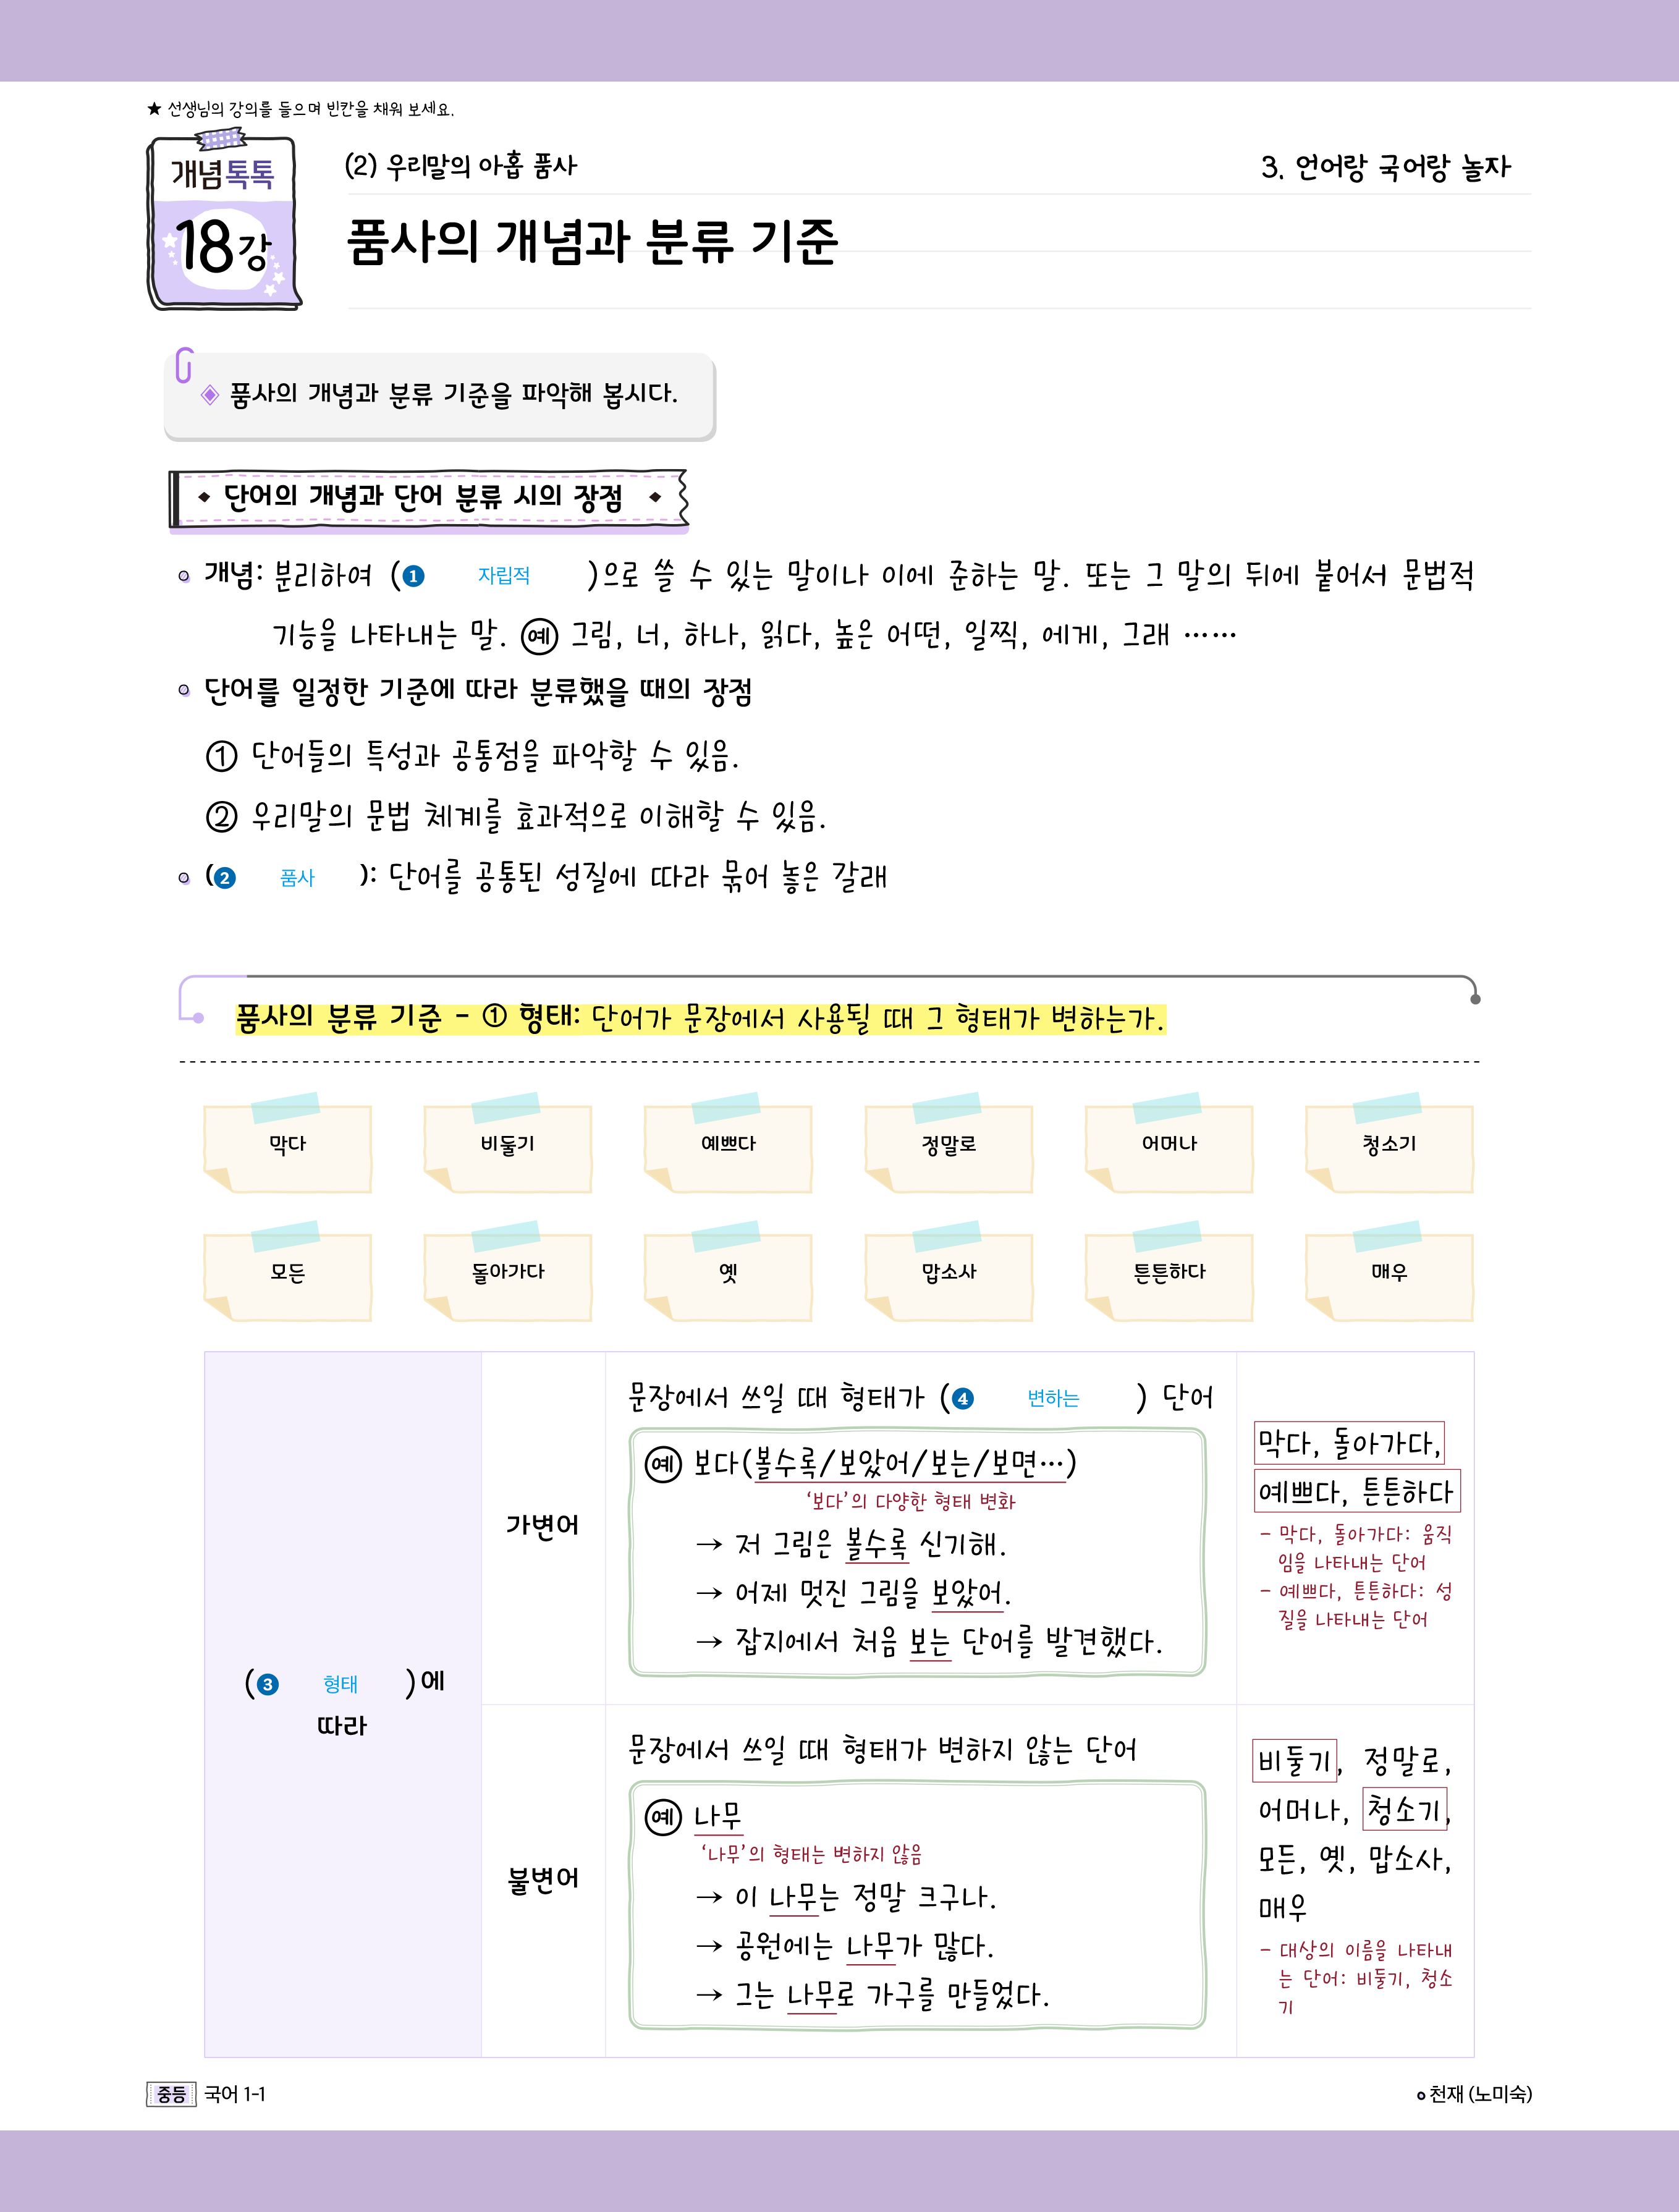 ★ 선생님의 강의를 들으며 빈칸을 채워 보세요.
개념톡톡
18강
(2) 우리말의 아홉 품사
3. 언어랑 국어랑 놀자
품사의 개념과 분류 기준
◈ 품사의 개념과 분류 기준을 파악해 봅시다.
◆ 단어의 개념과 단어 분류 시의 장점 ◆
개념: 분리하여 (❶ 자립적 )으로 쓸 수 있는 말이나 이에 준하는 말. 또는 그 말의 뒤에 붙어서 문법적
기능을 나타내는 말. 예 그림, 너, 하나, 읽다, 높은 어떤, 일찍, 에게, 그래 ……
단어를 일정한 기준에 따라 분류했을 때의 장점
① 단어들의 특성과 공통점을 파악할 수 있음.
② 우리말의 문법 체계를 효과적으로 이해할 수 있음.
(❷ 품사 ): 단어를 공통된 성질에 따라 묶어 놓은 갈래
품사의 분류 기준 - ① 형태: 단어가 문장에서 사용될 때 그 형태가 변하는가.
막다 비둘기 예쁘다 정말로 어머나 청소기
모든 돌아가다 옛 맙소사 튼튼하다 매우
(❸ 형태 )에
따라
가변어
문장에서 쓰일 때 형태가 (❹ 변하는 ) 단어
예 보다(볼수록/보았어/보는/보면…)
‘보다’의 다양한 형태 변화
→ 저 그림은 볼수록 신기해.
→ 어제 멋진 그림을 보았어.
→ 잡지에서 처음 보는 단어를 발견했다.
막다, 돌아가다,
예쁘다, 튼튼하다
- 막다, 돌아가다: 움직
임을 나타내는 단어
- 예쁘다, 튼튼하다: 성
질을 나타내는 단어
불변어
문장에서 쓰일 때 형태가 변하지 않는 단어
예 나무
‘나무’의 형태는 변하지 않음
→ 이 나무는 정말 크구나.
→ 공원에는 나무가 많다.
→ 그는 나무로 가구를 만들었다.
비둘기, 정말로,
어머나, 청소기,
모든, 옛, 맙소사,
매우
- 대상의 이름을 나타내
는 단어: 비둘기, 청소
기
중등 국어 1-1
천재 (노미숙)